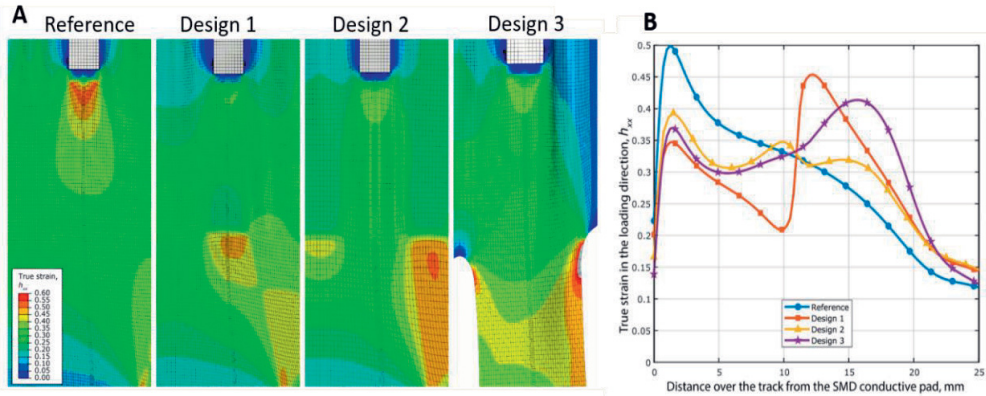 A
Reference
Design 1
Design 2
Design 3
True strain,
hxx
0.60
0.55
0.50
0.45
0.40
0.35
0.30
0.25
0.20
0.15
0.10
0.05
0.00
B
True strain in the loading direction, hxx
0.5
0.45
0.4
0.35
0.3
0.25
0.2
0.15
0.1
0.05
0
0 5 10 15 20 25
Reference
Design 1
Design 2
Design 3
Distance over the track from the SMD conductive pad, mm